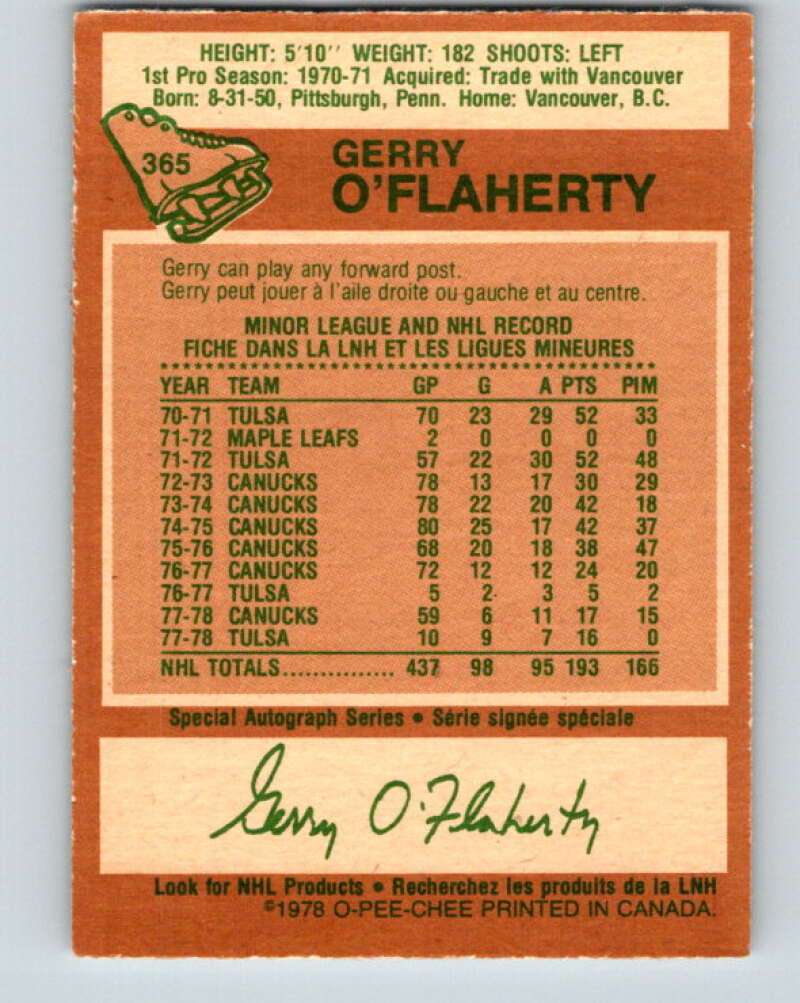 HEIGHT: 5'10'' WEIGHT: 182 SHOOTS: LEFT
1st Pro Season: 1970-71 Acquired: Trade with Vancouver
Born: 8-31-50, Pittsburgh, Penn. Home: Vancouver, B.C.
365
GERRY
O'FLAHERTY
Gerry can play any forward post.
Gerry peut jouer à l'aile droite ou gauche et au centre.
MINOR LEAGUE AND NHL RECORD
FICHE DANS LA LNH ET LES LIGUES MINEURES
YEAR TEAM GP G A PTS PIM
70-71 TULSA 70 23 29 52 33
71-72 MAPLE LEAFS 2 0 0 0 0
71-72 TULSA 57 22 30 52 48
72-73 CANUCKS 78 13 17 30 29
73-74 CANUCKS 78 22 20 42 18
74-75 CANUCKS 80 25 17 42 37
75-76 CANUCKS 68 20 18 38 47
76-77 CANUCKS 72 12 12 24 20
76-77 TULSA 5 2 3 5 2
77-78 CANUCKS 59 6 11 17 15
77-78 TULSA 10 9 7 16 0
NHL TOTALS............... 437 98 95 193 166
Special Autograph Series • Série signée spéciale
Gerry O'Flaherty
Look for NHL Products • Recherchez les produits de la LNH
©1978 O-PEE-CHEE PRINTED IN CANADA.